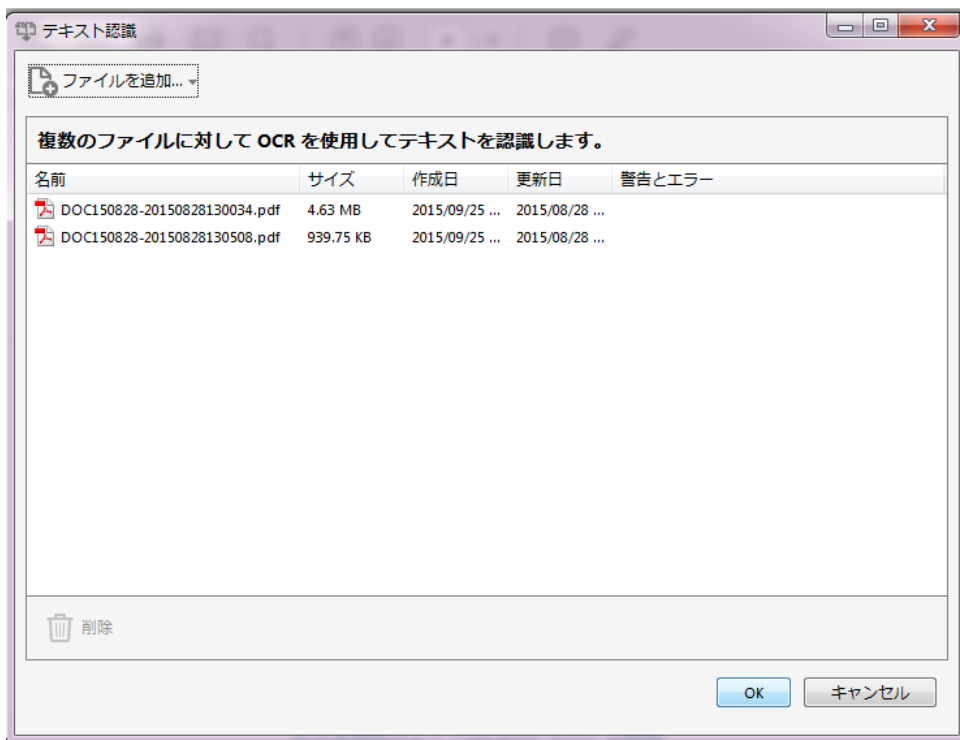 テキスト認識
ファイルを追加...
複数のファイルに対して OCR を使用してテキストを認識します。
名前 サイズ 作成日 更新日 警告とエラー
DOC150828-20150828130034.pdf 4.63 MB 2015/09/25 ... 2015/08/28 ...
DOC150828-20150828130508.pdf 939.75 KB 2015/09/25 ... 2015/08/28 ...
削除
OK キャンセル